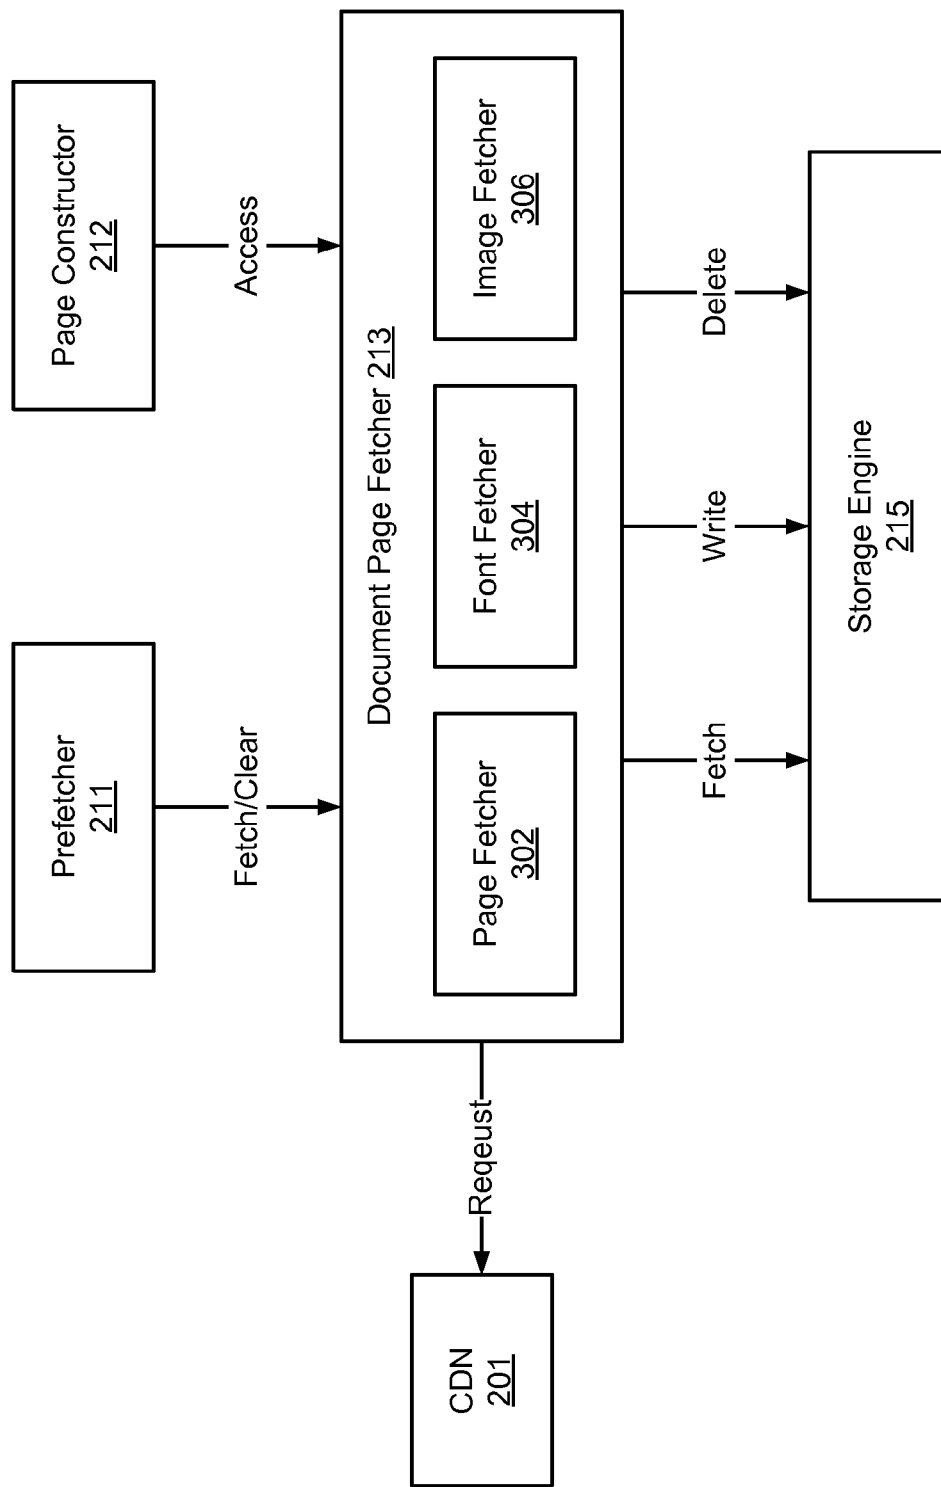 Prefetcher
211
Page Constructor
212
Fetch/Clear
Access
Document Page Fetcher 213
CDN
201
Reqeust
Page Fetcher
302
Font Fetcher
304
Image Fetcher
306
Fetch
Write
Delete
Storage Engine
215